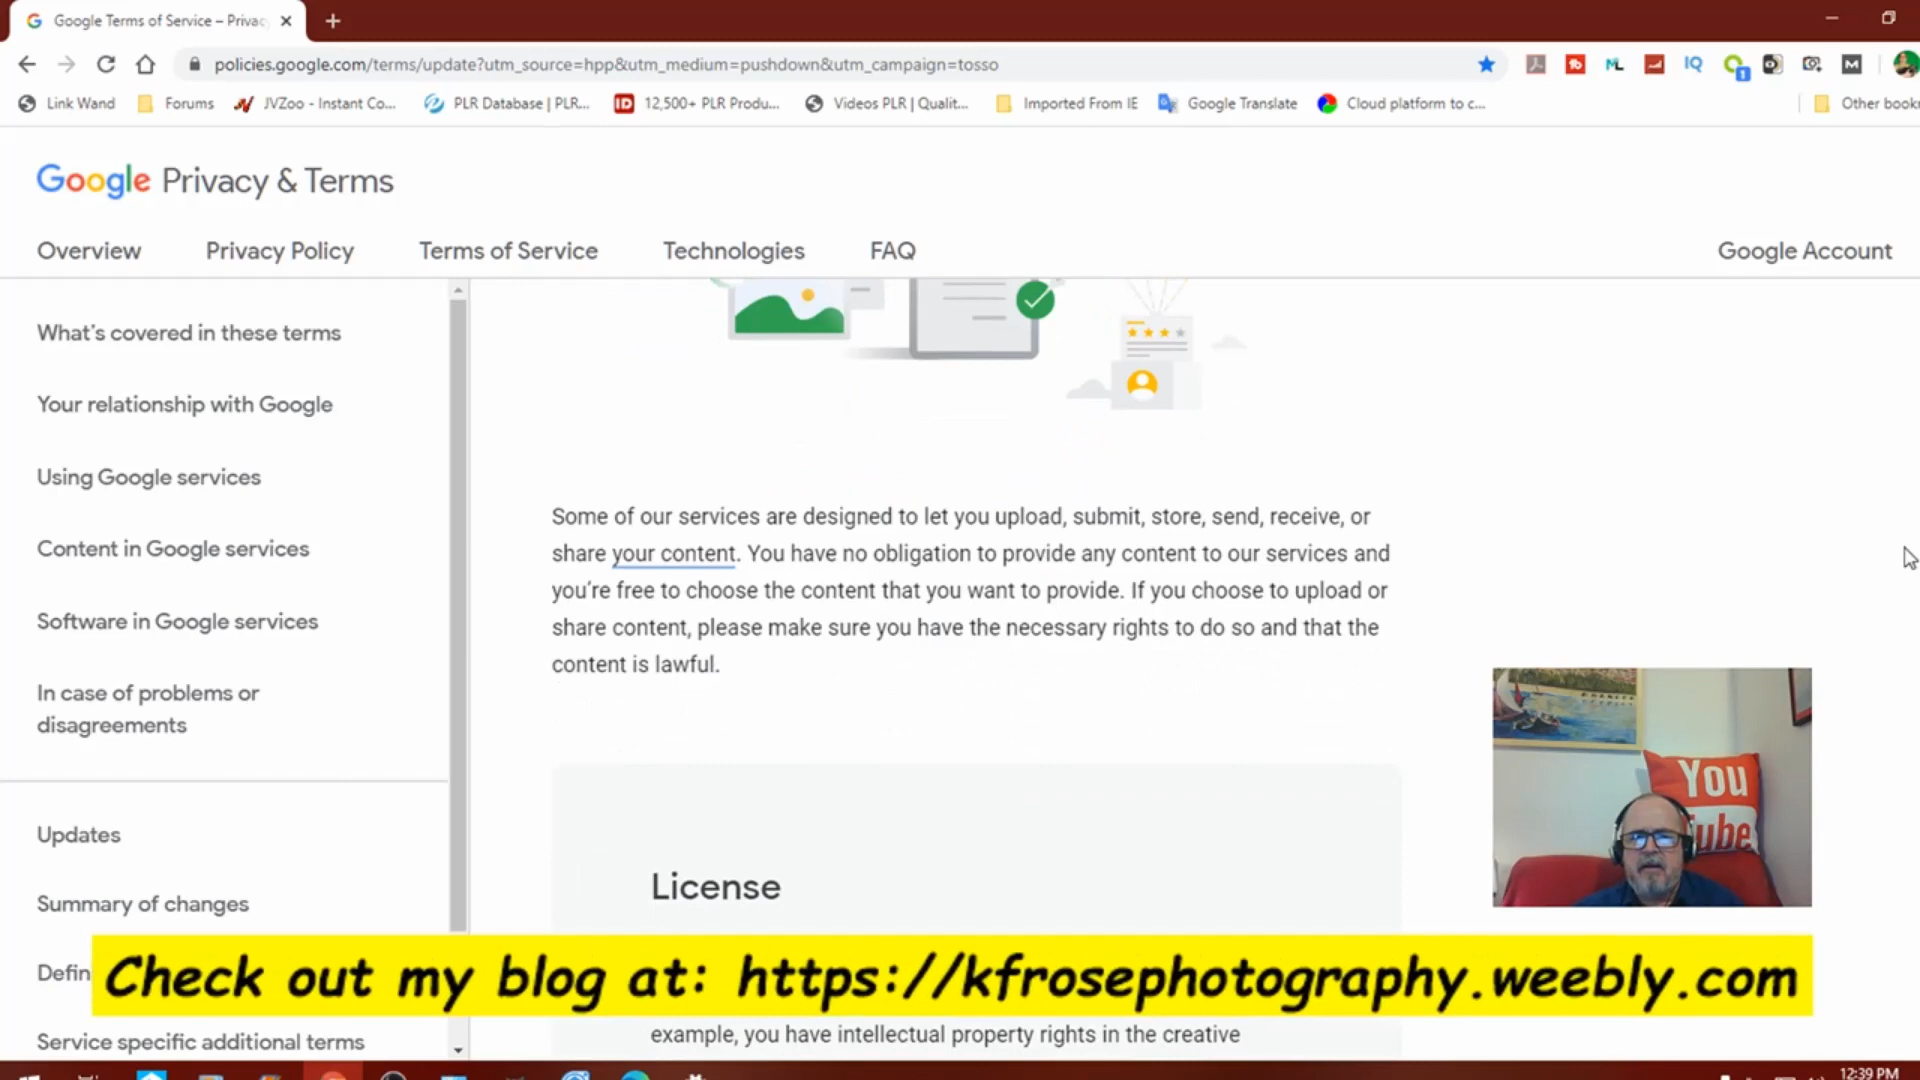 Google Terms of Service – Privac
policies.google.com/terms/update?utm_source=hpp&utm_medium=pushdown&utm_campaign=tosso
Link Wand Forums JVZoo - Instant Co... PLR Database | PLR... 12,500+ PLR Produ... Videos PLR | Qualit... Imported From IE Google Translate Cloud platform to c... Other book
Google Privacy & Terms
Overview Privacy Policy Terms of Service Technologies FAQ Google Account
What's covered in these terms
Your relationship with Google
Using Google services
Content in Google services
Software in Google services
In case of problems or
disagreements
Updates
Summary of changes
Defin
Service specific additional terms
Some of our services are designed to let you upload, submit, store, send, receive, or
share your content. You have no obligation to provide any content to our services and
you're free to choose the content that you want to provide. If you choose to upload or
share content, please make sure you have the necessary rights to do so and that the
content is lawful.
License
You
Tube
Check out my blog at: https://kfrosephotography.weebly.com
example, you have intellectual property rights in the creative
12:39 PM